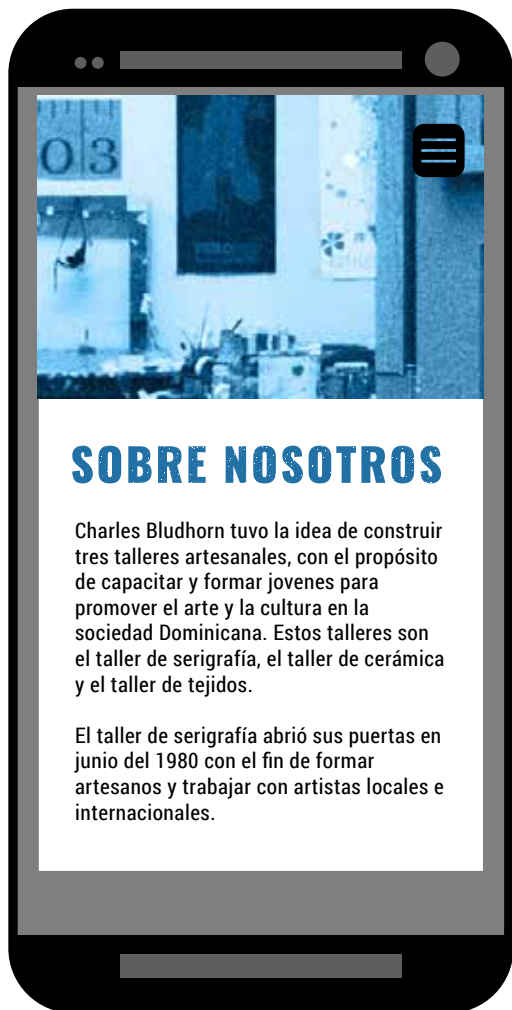 03
SOBRE NOSOTROS
Charles Bludhorn tuvo la idea de construir
tres talleres artesanales, con el propósito
de capacitar y formar jovenes para
promover el arte y la cultura en la
sociedad Dominicana. Estos talleres son
el taller de serigrafía, el taller de cerámica
y el taller de tejidos.
El taller de serigrafía abrió sus puertas en
junio del 1980 con el fin de formar
artesanos y trabajar con artistas locales e
internacionales.